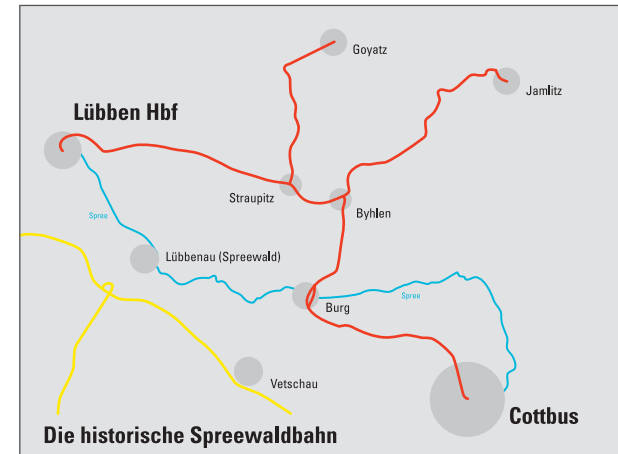 Goyatz
Jamlitz
Lübben Hbf
Straupitz
Byhlen
Spree
Lübbenau (Spreewald)
Spree
Burg
Vetschau
Cottbus
Die historische Spreewaldbahn